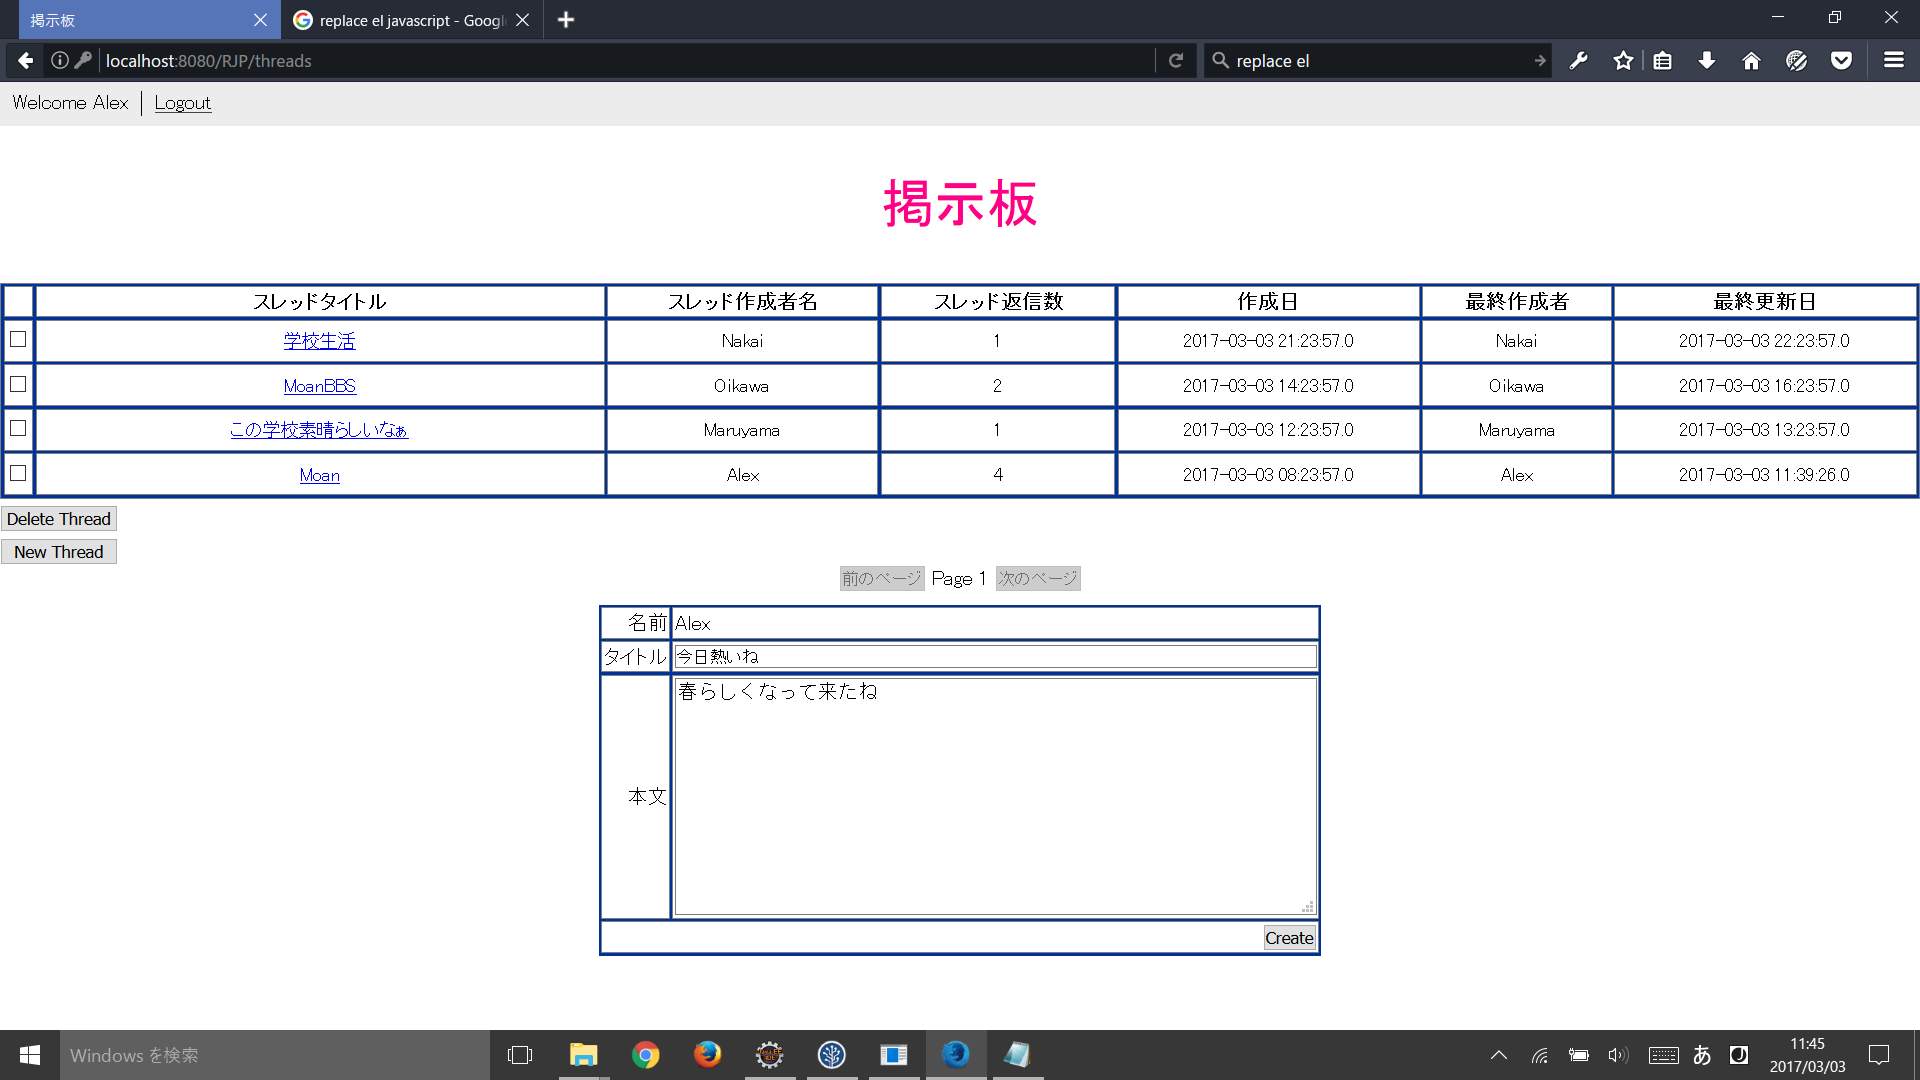 掲示板
replace el javascript - Googl
localhost:8080/RJP/threads
replace el
Welcome Alex
Logout
掲示板
スレッドタイトル スレッド作成者名 スレッド返信数 作成日 最終作成者 最終更新日
学校生活 Nakai 1 2017-03-03 21:23:57.0 Nakai 2017-03-03 22:23:57.0
MoanBBS Oikawa 2 2017-03-03 14:23:57.0 Oikawa 2017-03-03 16:23:57.0
この学校素晴らしいなぁ Maruyama 1 2017-03-03 12:23:57.0 Maruyama 2017-03-03 13:23:57.0
Moan Alex 4 2017-03-03 08:23:57.0 Alex 2017-03-03 11:39:26.0
Delete Thread
New Thread
前のページ Page 1 次のページ
名前 Alex
タイトル 今日熱いね
春らしくなって来たね
本文
Create
Windows を検索
あ
11:45
2017/03/03